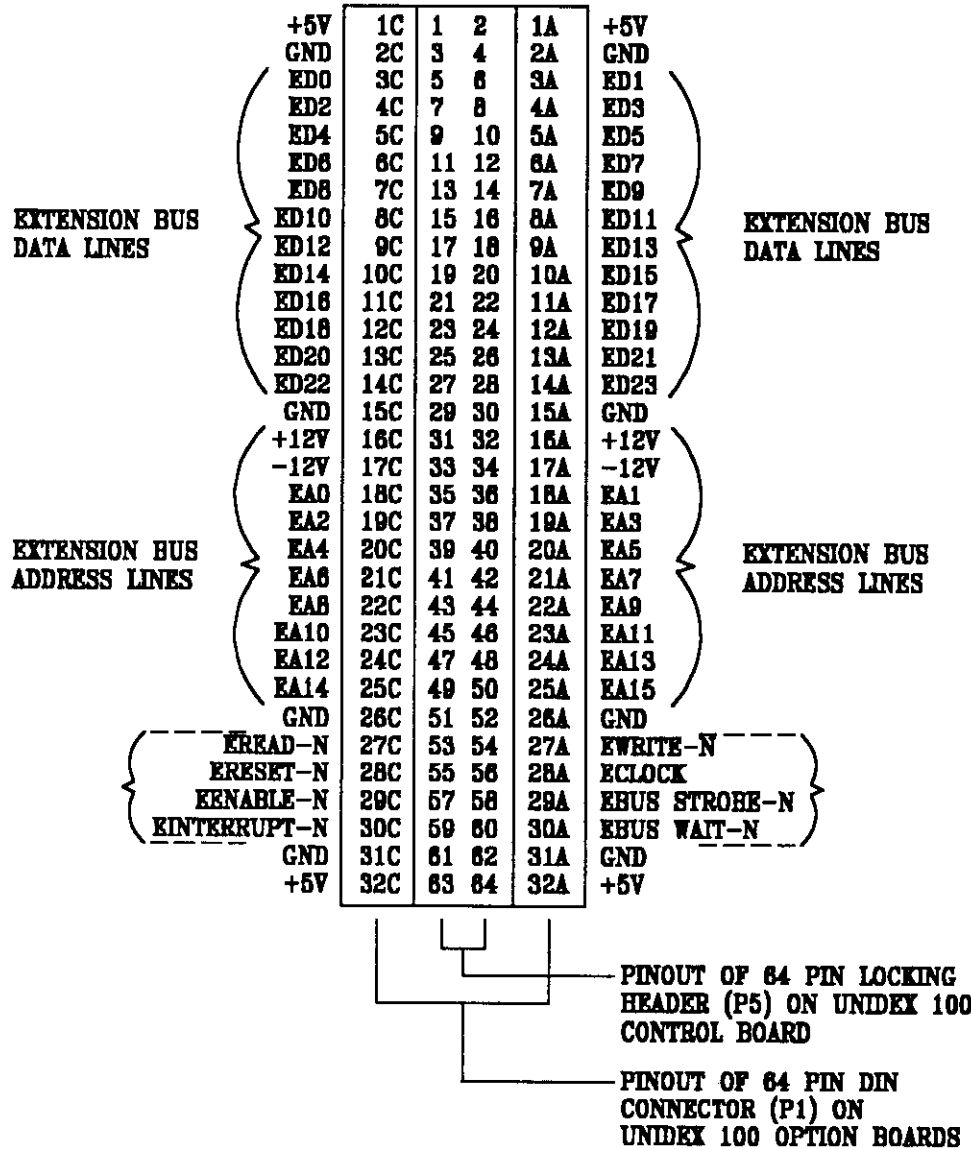 +5V 1C 1 2 1A +5V
GND 2C 3 4 2A GND
ED0 3C 5 6 3A ED1
ED2 4C 7 8 4A ED3
ED4 5C 9 10 5A ED5
ED6 6C 11 12 6A ED7
ED8 7C 13 14 7A ED9
EXTENSION BUS
DATA LINES
ED10 8C 15 16 8A ED11
ED12 9C 17 18 9A ED13
EXTENSION BUS
DATA LINES
ED14 10C 19 20 10A ED15
ED16 11C 21 22 11A ED17
ED18 12C 23 24 12A ED19
ED20 13C 25 26 13A ED21
ED22 14C 27 28 14A ED23
GND 15C 29 30 15A GND
+12V 16C 31 32 16A +12V
-12V 17C 33 34 17A -12V
EA0 18C 35 36 18A EA1
EA2 19C 37 38 19A EA3
EXTENSION BUS
ADDRESS LINES
EA4 20C 39 40 20A EA5
EA6 21C 41 42 21A EA7
EXTENSION BUS
ADDRESS LINES
EA8 22C 43 44 22A EA9
EA10 23C 45 46 23A EA11
EA12 24C 47 48 24A EA13
EA14 25C 49 50 25A EA15
GND 26C 51 52 26A GND
EREAD-N 27C 53 54 27A EWRITE-N
ERESET-N 28C 55 56 28A ECLOCK
EENABLE-N 29C 57 58 29A EBUS STROBE-N
EINTERRUPT-N 30C 59 60 30A EBUS WAIT-N
GND 31C 61 62 31A GND
+5V 32C 63 64 32A +5V
PINOUT OF 64 PIN LOCKING
HEADER (P5) ON UNIDEX 100
CONTROL BOARD
PINOUT OF 64 PIN DIN
CONNECTOR (P1) ON
UNIDEX 100 OPTION BOARDS